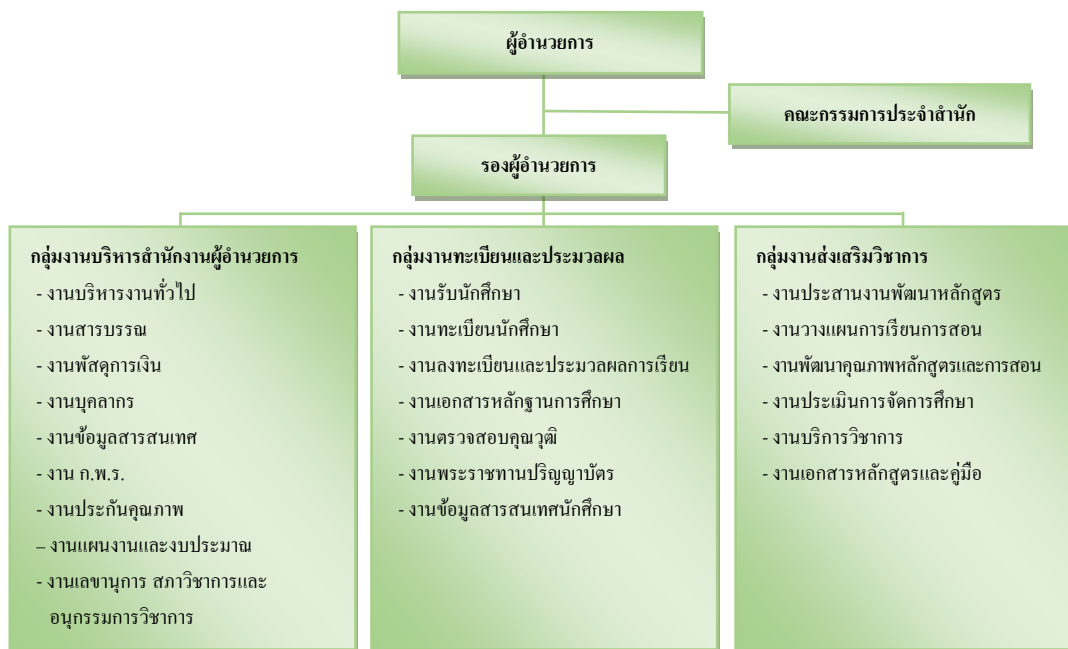 ผู้อำนวยการ
คณะกรรมการประจำสำนัก
รองผู้อำนวยการ
กลุ่มงานบริหารสำนักงานผู้อำนวยการ
- งานบริหารงานทั่วไป
- งานสารบรรณ
- งานพัสดุการเงิน
- งานบุคลากร
- งานข้อมูลสารสนเทศ
- งาน ก.พ.ร.
- งานประกันคุณภาพ
– งานแผนงานและงบประมาณ
- งานเลขานุการ สภาวิชาการและ
อนุกรรมการวิชาการ
กลุ่มงานทะเบียนและประมวลผล
- งานรับนักศึกษา
- งานทะเบียนนักศึกษา
- งานลงทะเบียนและประมวลผลการเรียน
- งานเอกสารหลักฐานการศึกษา
- งานตรวจสอบคุณวุฒิ
- งานพระราชทานปริญญาบัตร
- งานข้อมูลสารสนเทศนักศึกษา
กลุ่มงานส่งเสริมวิชาการ
- งานประสานงานพัฒนาหลักสูตร
- งานวางแผนการเรียนการสอน
- งานพัฒนาคุณภาพหลักสูตรและการสอน
- งานประเมินการจัดการศึกษา
- งานบริการวิชาการ
- งานเอกสารหลักสูตรและคู่มือ